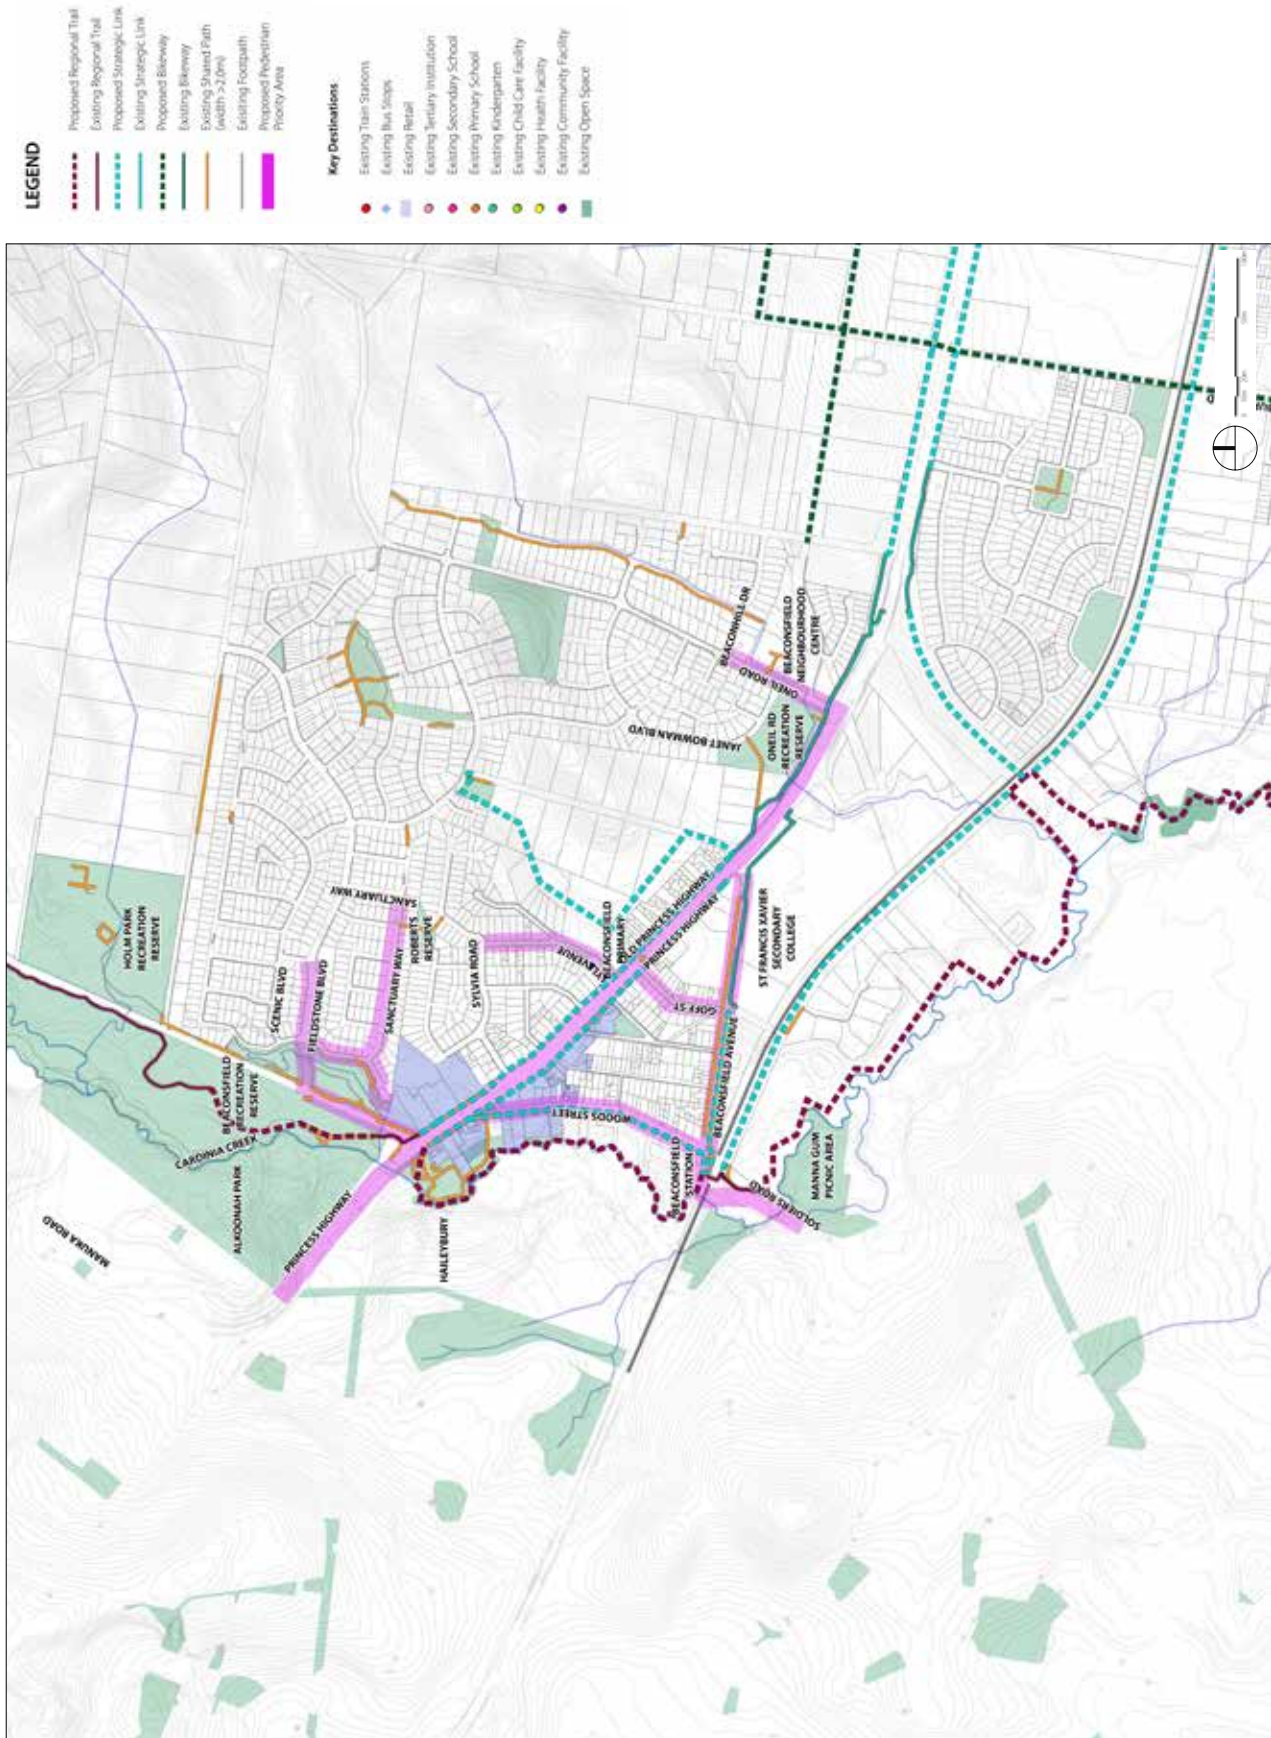 LEGEND
Proposed Regional Trail
Existing Regional Trail
Proposed Strategic Link
Existing Strategic Link
Proposed Bikeway
Existing Bikeway
Existing Shared Path
(width >2.0m)
Exisiting Footpath
Proposed Pedestrian
Priority Area
Key Destinations
Existing Train Stations
Existing Bus Stops
Existing Retail
Existing Tertiary Institution
Existing Secondary School
Existing Primary School
Existing Kindergarten
Existing Child Care Facility
Existing Health Facility
Existing Community Facility
Existing Open Space
MANUKA ROAD
ALKOONAH PARK
CARDINIA CREEK
PRINCESS HIGHWAY
BEACONSFIELD
RECREATION
RESERVE
HOLM PARK
RECREATION
RESERVE
SCENIC BLVD
FIELDSTONE BLVD
SANCTUARY WAY
SANCTUARY WAY
ROBERTS
RESERVE
SYLVIA ROAD
AVENUE
HAILEYBURY
WOODS STREET
BEACONSFIELD
PRIMARY
OLD PRINCESS HIGHWAY
PRINCESS HIGHWAY
GOFF ST
JANET BOWMAN BLVD
BEACONHILL DR
ONEIL ROAD
BEACONSFIELD
NEIGHBOURHOOD
CENTRE
ONEIL RD
RECREATION
RESERVE
ST FRANCIS XAVIER
SECONDARY
COLLEGE
BEACONSFIELD AVENUE
BEACONSFIELD
STATION
SOLDIERS ROAD
MANNA GUM
PICNIC AREA